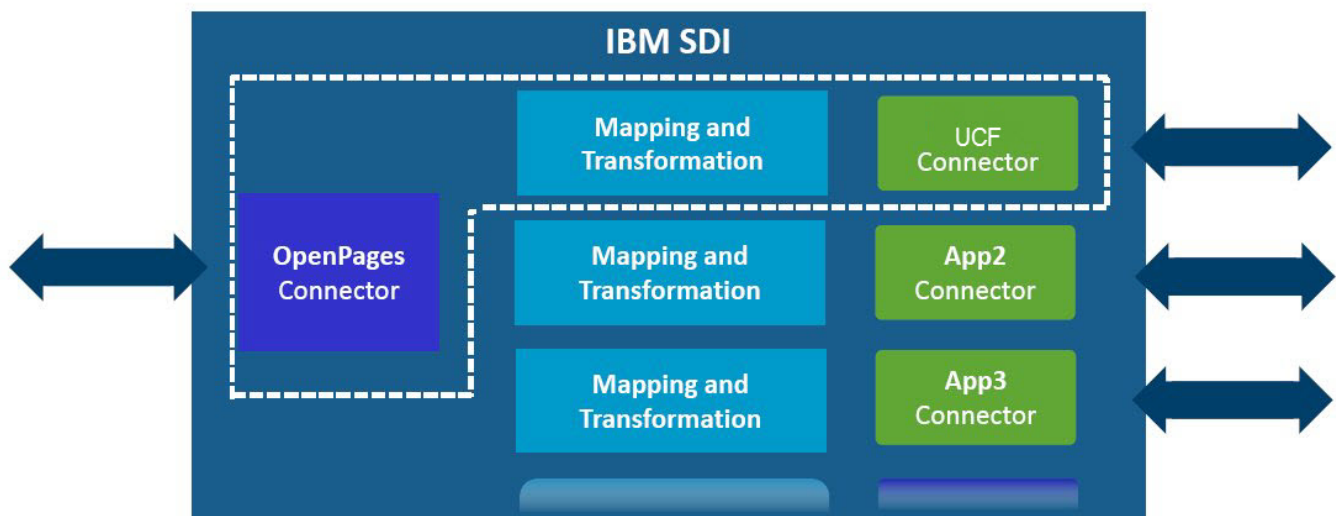 IBM SDI
Mapping and
Transformation
UCF
Connector
OpenPages
Connector
Mapping and
Transformation
App2
Connector
Mapping and
Transformation
App3
Connector